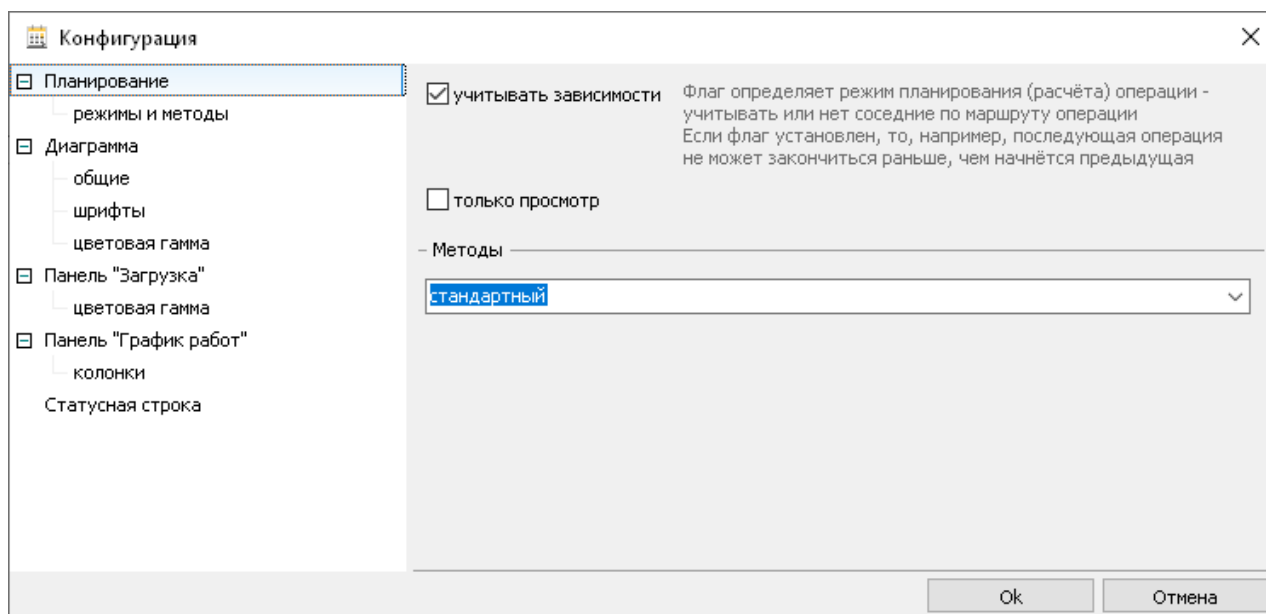 Конфигурация
Планирование
режимы и методы
Диаграмма
общие
шрифты
цветовая гамма
Панель "Загрузка"
цветовая гамма
Панель "График работ"
колонки
Статусная строка
учитывать зависимости
Флаг определяет режим планирования (расчёта) операции -
учитывать или нет соседние по маршруту операции
Если флаг установлен, то, например, последующая операция
не может закончиться раньше, чем начнётся предыдущая
только просмотр
Методы
стандартный
Ok
Отмена